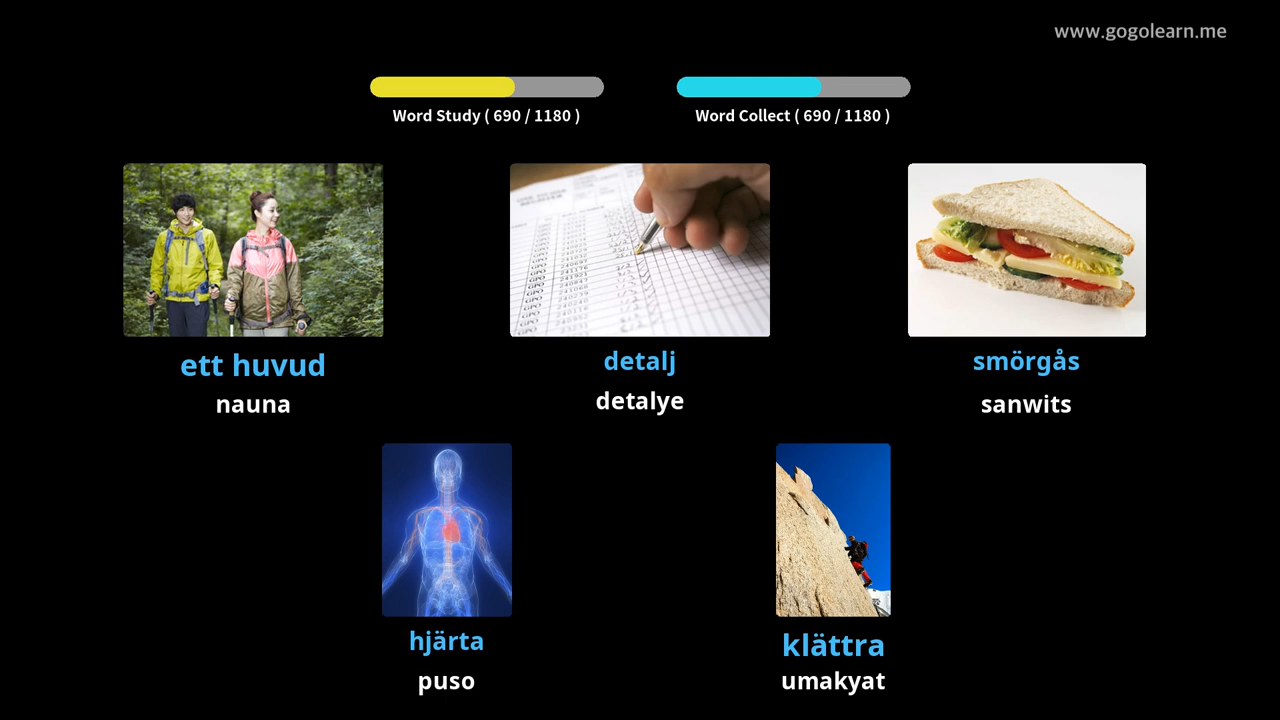 www.gogolearn.me
Word Study ( 690 / 1180 )
Word Collect ( 690 / 1180 )
ett huvud
nauna
detalj
detalye
smörgås
sanwits
hjärta
puso
klättra
umakyat